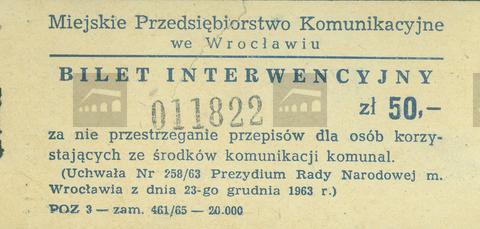 Miejskie Przedsiębiorstwo Komunikacyjne
we Wrocławiu
BILET INTERWENCYJNY
011822 zł 50,—
za nie przestrzeganie przepisów dla osób korzy-
stających ze środków komunikacji komunal.
(Uchwała Nr 258/63 Prezydium Rady Narodowej m.
Wrocławia z dnia 23-go grudnia 1963 r.)
POZ 3 — zam. 461/65 — 20.000